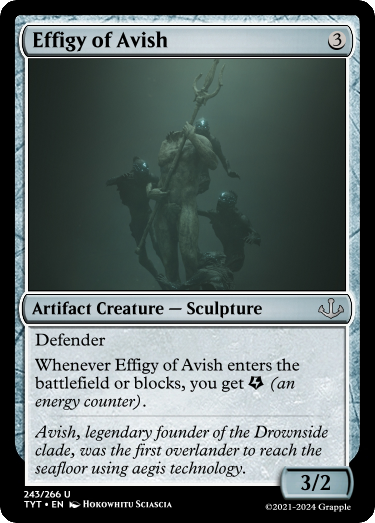 Effigy of Avish
3
Artifact Creature — Sculpture
Defender
Whenever Effigy of Avish enters the
battlefield or blocks, you get (an
energy counter).
Avish, legendary founder of the Drownside
clade, was the first overlander to reach the
seafloor using aegis technology.
3/2
243/266 U
TYT • EN Hokowhitu Sciascia
©2021-2024 Grapple